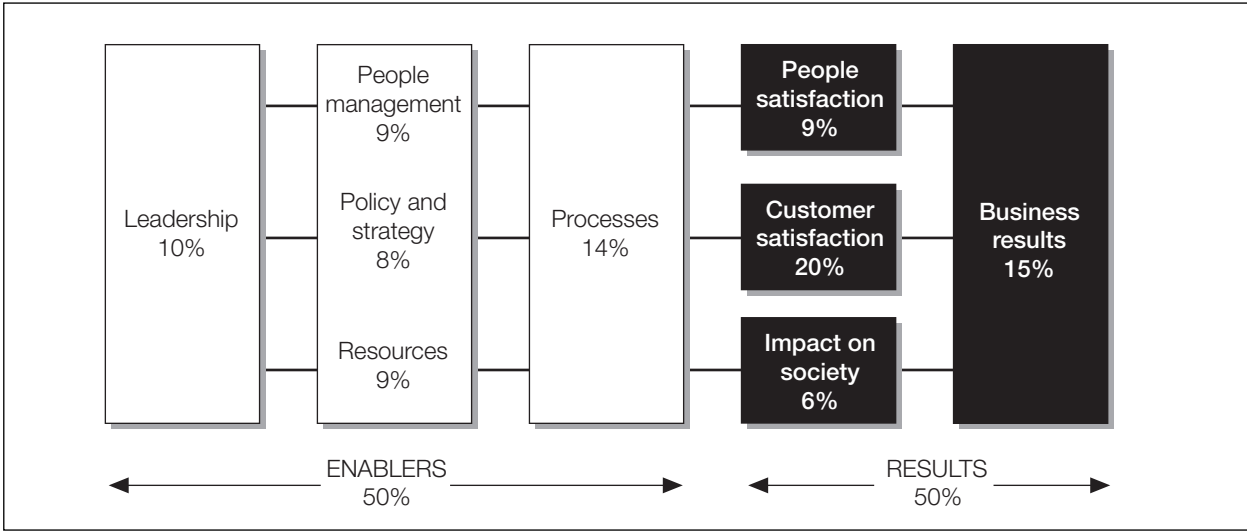 Leadership
10%
People
management
9%
Policy and
strategy
8%
Resources
9%
Processes
14%
People
satisfaction
9%
Customer
satisfaction
20%
Impact on
society
6%
Business
results
15%
ENABLERS
50%
RESULTS
50%